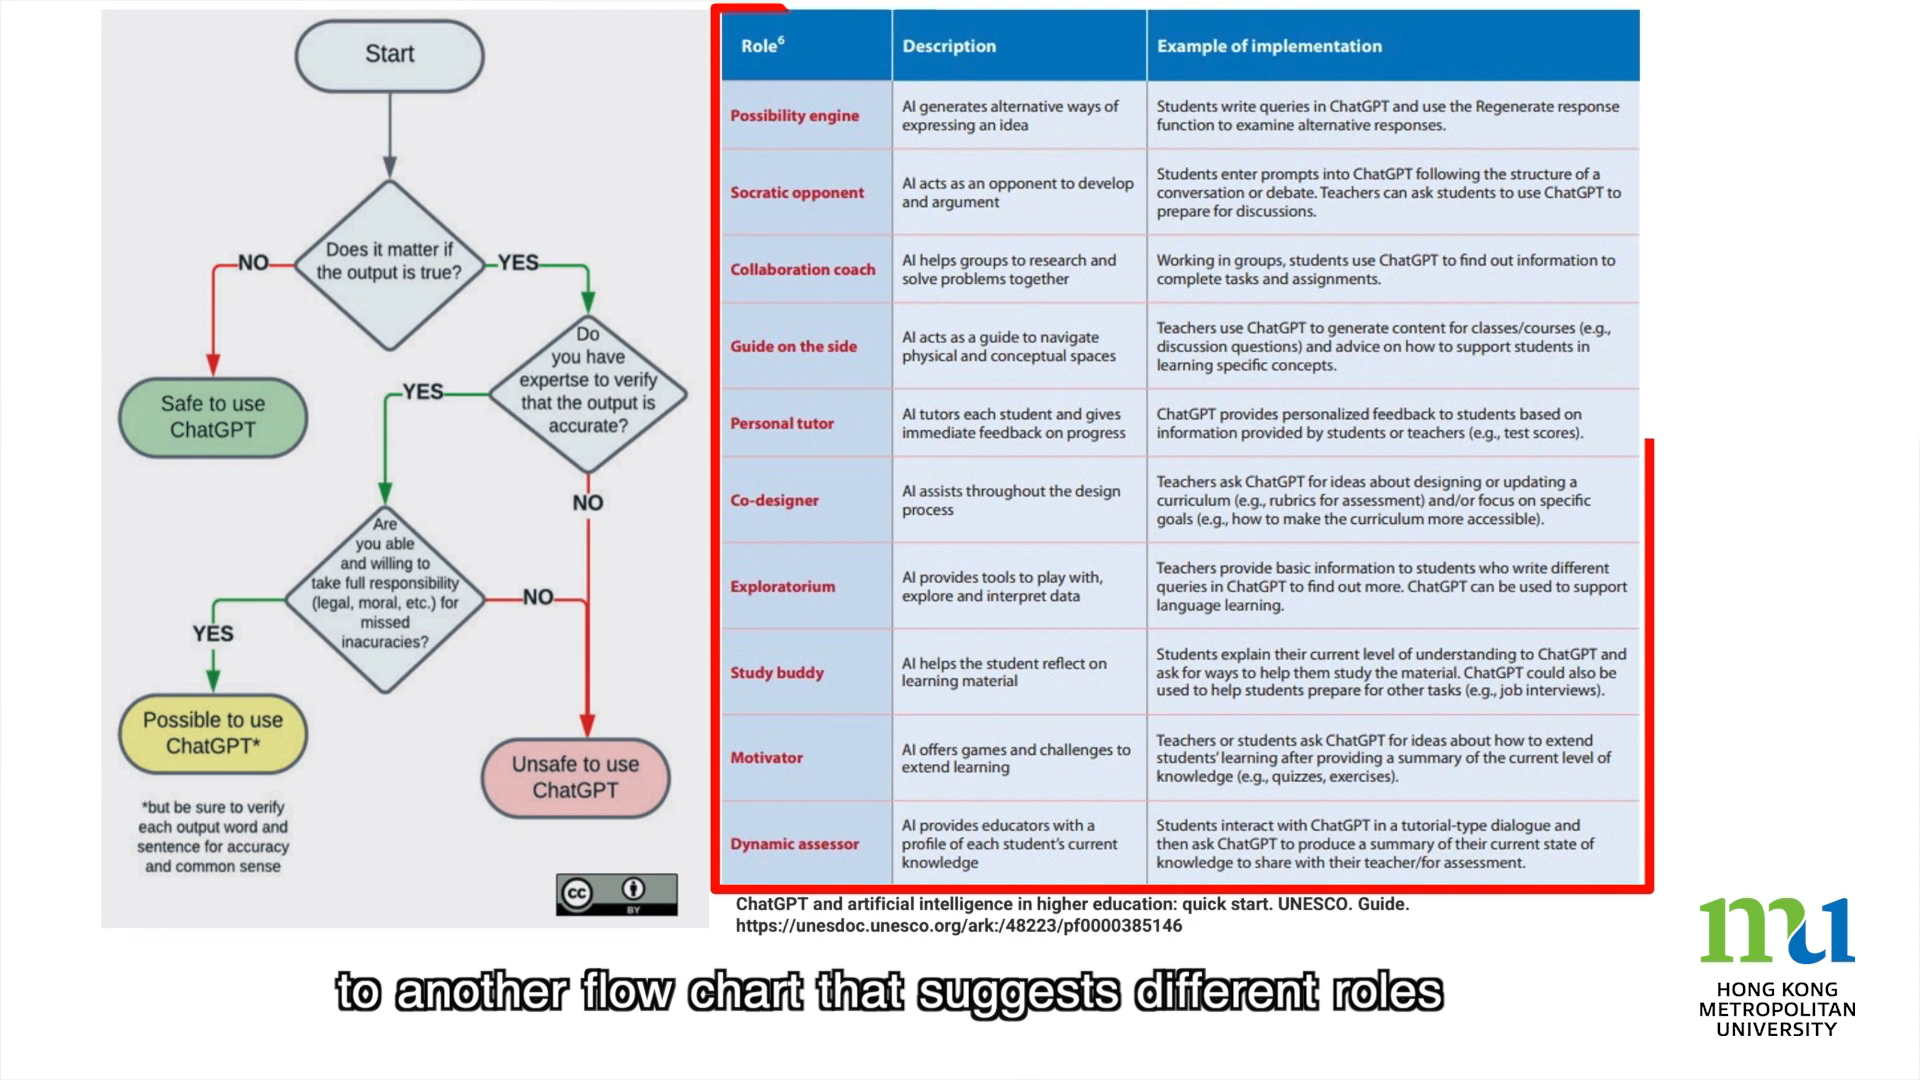 Start
Does it matter if
the output is true?
NO
YES
Safe to use
ChatGPT
Do
you have
expertse to verify
that the output is
accurate?
YES
NO
Are
you able
and willing to
take full responsibility
(legal, moral, etc.) for
missed
inacuracies?
YES
NO
Possible to use
ChatGPT*
*but be sure to verify
each output word and
sentence for accuracy
and common sense
Unsafe to use
ChatGPT
cc
BY
Role6
Description
Example of implementation
Possibility engine
AI generates alternative ways of
expressing an idea
Students write queries in ChatGPT and use the Regenerate response
function to examine alternative responses.
Socratic opponent
AI acts as an opponent to develop
and argument
Students enter prompts into ChatGPT following the structure of a
conversation or debate. Teachers can ask students to use ChatGPT to
prepare for discussions.
Collaboration coach
AI helps groups to research and
solve problems together
Working in groups, students use ChatGPT to find out information to
complete tasks and assignments.
Guide on the side
AI acts as a guide to navigate
physical and conceptual spaces
Teachers use ChatGPT to generate content for classes/courses (e.g.,
discussion questions) and advice on how to support students in
learning specific concepts.
Personal tutor
AI tutors each student and gives
immediate feedback on progress
ChatGPT provides personalized feedback to students based on
information provided by students or teachers (e.g., test scores).
Co-designer
AI assists throughout the design
process
Teachers ask ChatGPT for ideas about designing or updating a
curriculum (e.g., rubrics for assessment) and/or focus on specific
goals (e.g., how to make the curriculum more accessible).
Exploratorium
AI provides tools to play with,
explore and interpret data
Teachers provide basic information to students who write different
queries in ChatGPT to find out more. ChatGPT can be used to support
language learning.
Study buddy
AI helps the student reflect on
learning material
Students explain their current level of understanding to ChatGPT and
ask for ways to help them study the material. ChatGPT could also be
used to help students prepare for other tasks (e.g., job interviews).
Motivator
AI offers games and challenges to
extend learning
Teachers or students ask ChatGPT for ideas about how to extend
students' learning after providing a summary of the current level of
knowledge (e.g., quizzes, exercises).
Dynamic assessor
AI provides educators with a
profile of each student's current
knowledge
Students interact with ChatGPT in a tutorial-type dialogue and
then ask ChatGPT to produce a summary of their current state of
knowledge to share with their teacher/for assessment.
ChatGPT and artificial intelligence in higher education: quick start. UNESCO. Guide.
https://unesdoc.unesco.org/ark:/48223/pf0000385146
to another flow chart that suggests different roles
mu
HONG KONG
METROPOLITAN
UNIVERSITY